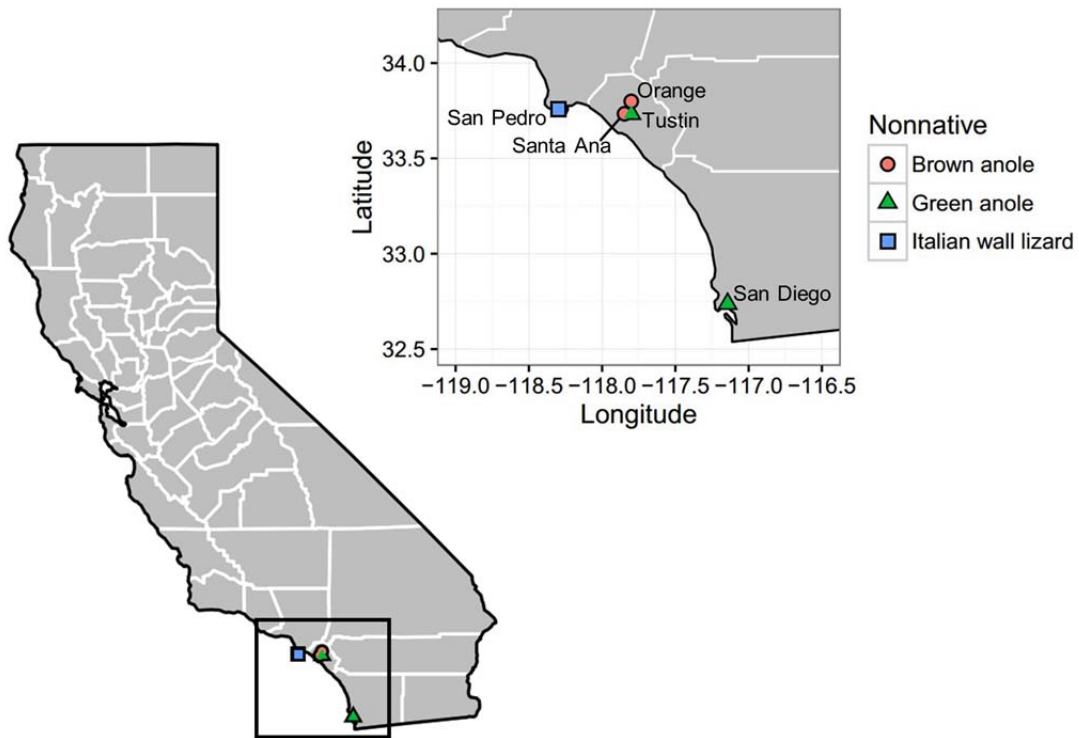 34.0
33.5
33.0
32.5
Latitude
−119.0 −118.5 −118.0 −117.5 −117.0 −116.5
Longitude
Orange
San Pedro
Tustin
Santa Ana
San Diego
Nonnative
Brown anole
Green anole
Italian wall lizard